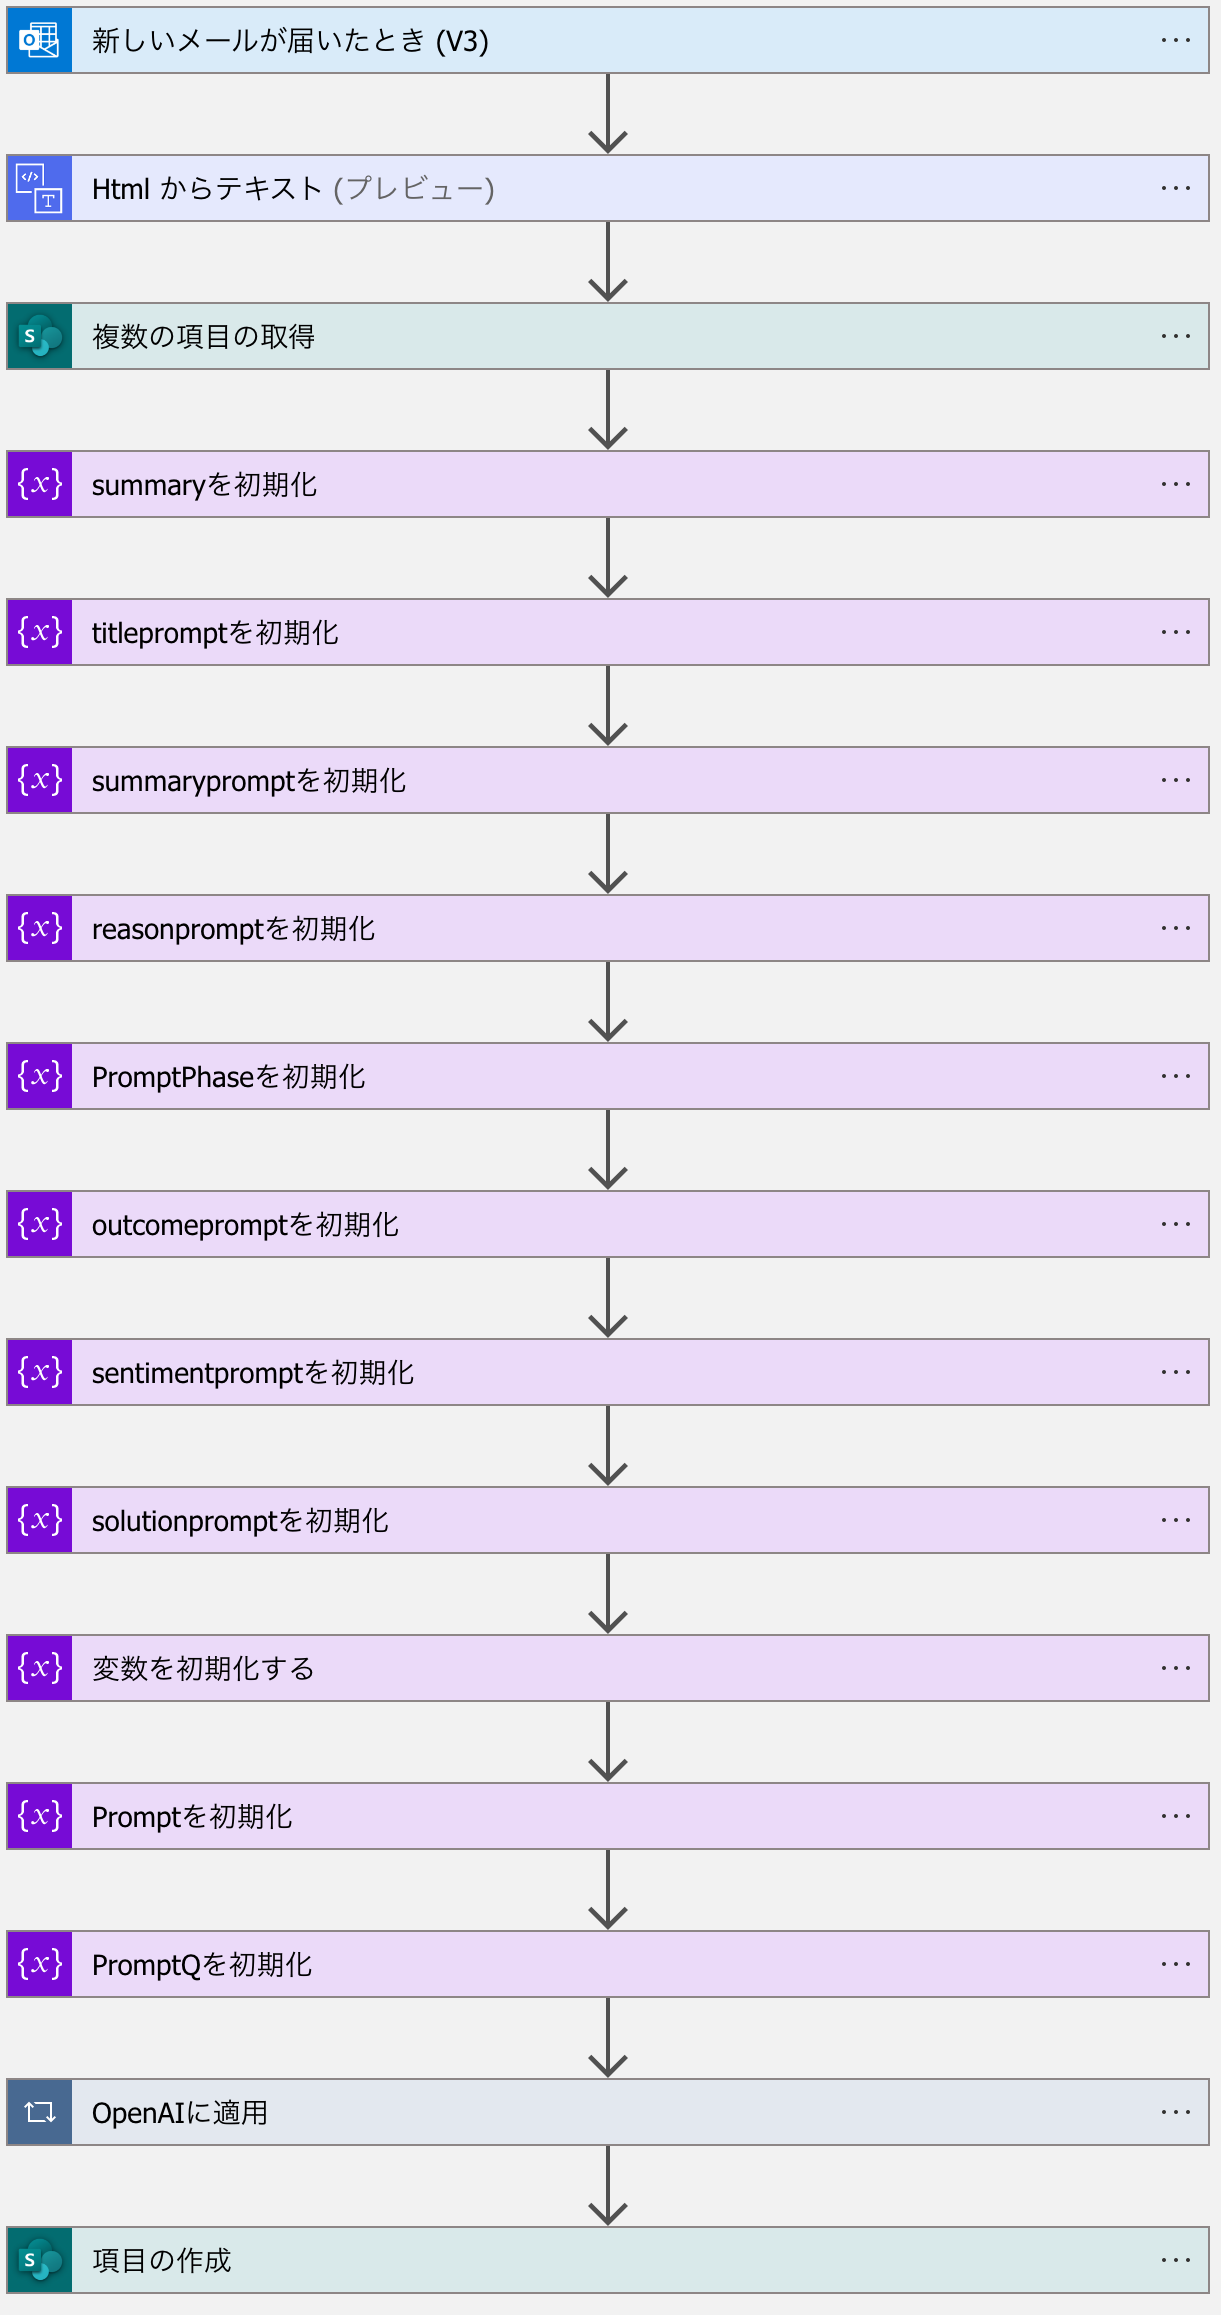 新しいメールが届いたとき (V3)
Html からテキスト (プレビュー)
複数の項目の取得
{x} summaryを初期化
{x} titlepromptを初期化
{x} summarypromptを初期化
{x} reasonpromptを初期化
{x} PromptPhaseを初期化
{x} outcomepromptを初期化
{x} sentimentpromptを初期化
{x} solutionpromptを初期化
{x} 変数を初期化する
{x} Promptを初期化
{x} PromptQを初期化
OpenAIに適用
項目の作成